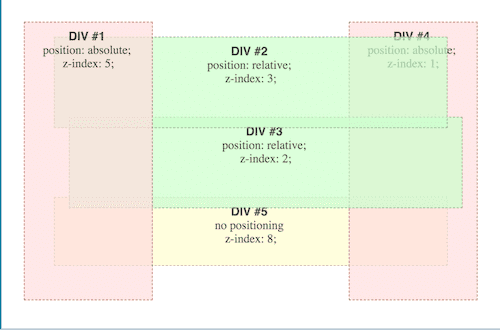 DIV #1
position: absolute;
z-index: 5;
DIV #2
position: relative;
z-index: 3;
DIV #4
position: absolute;
z-index: 1;
DIV #3
position: relative;
z-index: 2;
DIV #5
no positioning
z-index: 8;